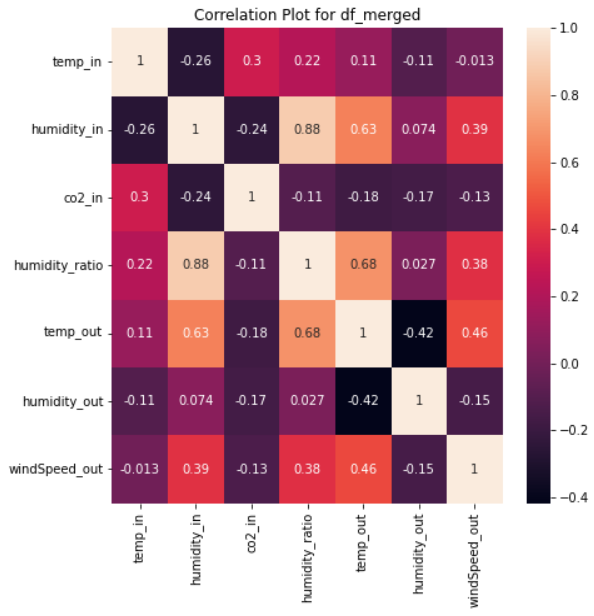 Correlation Plot for df_merged
temp_in 1 -0.26 0.3 0.22 0.11 -0.11 -0.013
humidity_in -0.26 1 -0.24 0.88 0.63 0.074 0.39
co2_in 0.3 -0.24 1 -0.11 -0.18 -0.17 -0.13
humidity_ratio 0.22 0.88 -0.11 1 0.68 0.027 0.38
temp_out 0.11 0.63 -0.18 0.68 1 -0.42 0.46
humidity_out -0.11 0.074 -0.17 0.027 -0.42 1 -0.15
windSpeed_out -0.013 0.39 -0.13 0.38 0.46 -0.15 1
temp_in
humidity_in
co2_in
humidity_ratio
temp_out
humidity_out
windSpeed_out
1.0
0.8
0.6
0.4
0.2
0.0
-0.2
-0.4